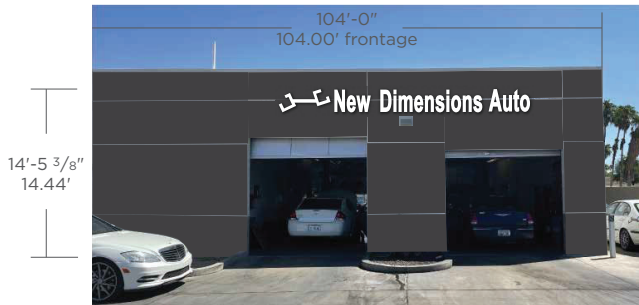 104'-0"
104.00' frontage
New Dimensions Auto
14'-5 3/8"
14.44'